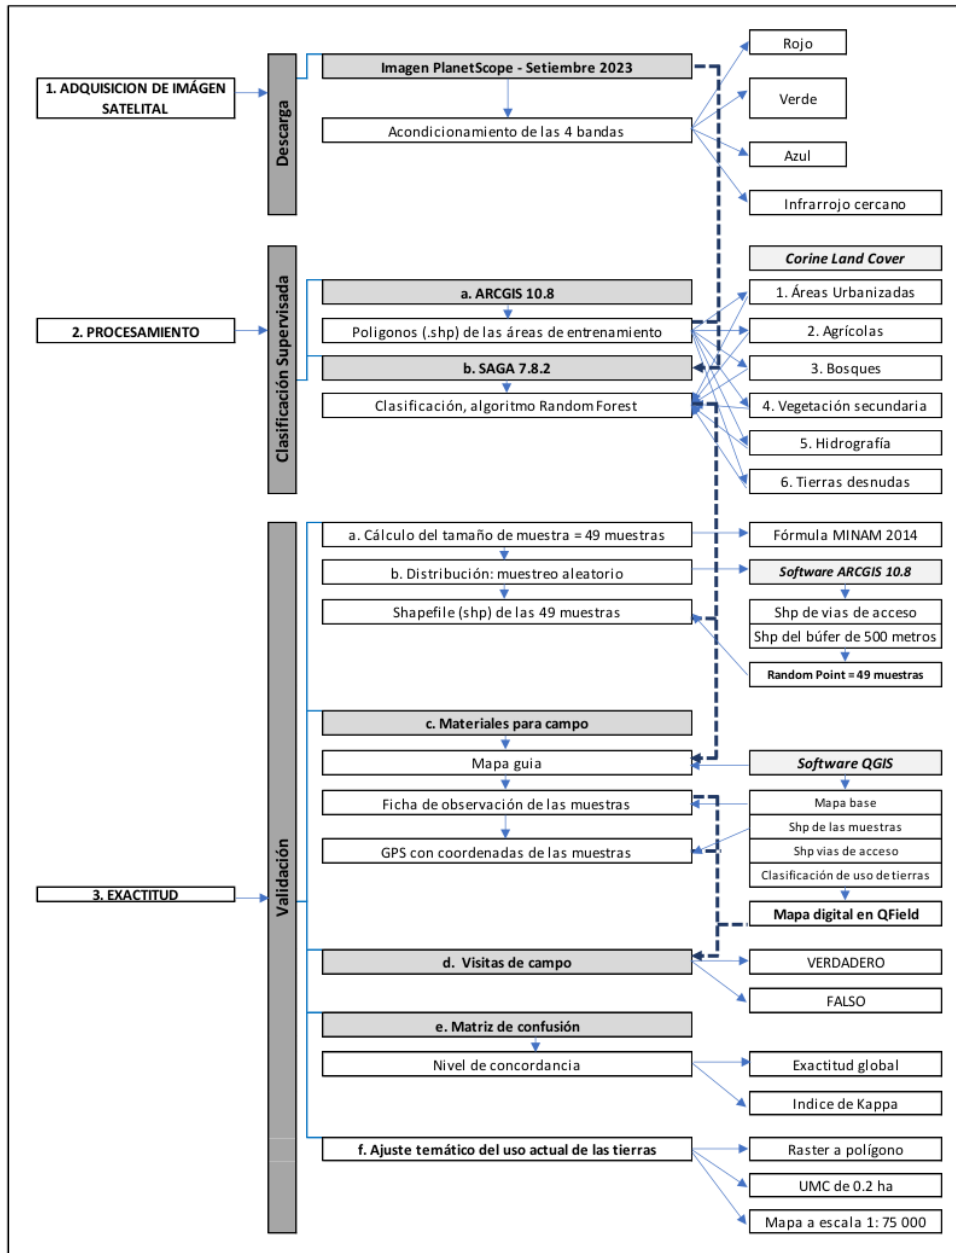 1. ADQUISICION DE IMÁGEN
SATELITAL
Descarga
Imagen PlanetScope - Setiembre 2023
Acondicionamiento de las 4 bandas
Rojo
Verde
Azul
Infrarrojo cercano
2. PROCESAMIENTO
Clasificación Supervisada
a. ARCGIS 10.8
Poligonos (.shp) de las áreas de entrenamiento
b. SAGA 7.8.2
Clasificación, algoritmo Random Forest
Corine Land Cover
1. Áreas Urbanizadas
2. Agrícolas
3. Bosques
4. Vegetación secundaria
5. Hidrografía
6. Tierras desnudas
3. EXACTITUD
Validación
a. Cálculo del tamaño de muestra = 49 muestras
Fórmula MINAM 2014
b. Distribución: muestreo aleatorio
Software ARCGIS 10.8
Shapefile (shp) de las 49 muestras
Shp de vias de acceso
Shp del búfer de 500 metros
Random Point = 49 muestras
c. Materiales para campo
Mapa guia
Software QGIS
Ficha de observación de las muestras
Mapa base
Shp de las muestras
GPS con coordenadas de las muestras
Shp vias de acceso
Clasificación de uso de tierras
Mapa digital en QField
d. Visitas de campo
VERDADERO
FALSO
e. Matriz de confusión
Nivel de concordancia
Exactitud global
Indice de Kappa
f. Ajuste temático del uso actual de las tierras
Raster a polígono
UMC de 0.2 ha
Mapa a escala 1: 75 000